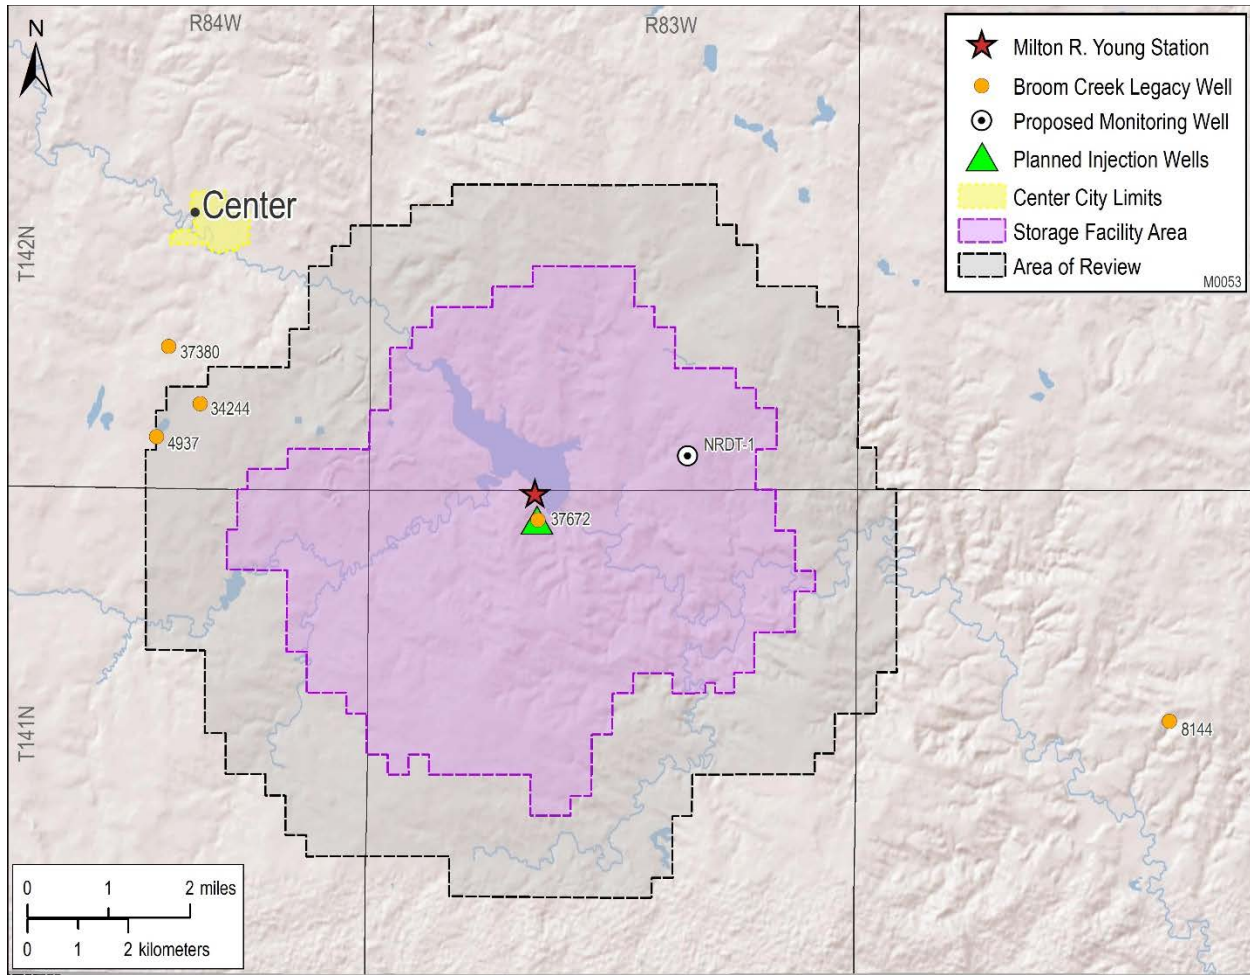 R84W
R83W
N
Milton R. Young Station
Broom Creek Legacy Well
Proposed Monitoring Well
Planned Injection Wells
Center City Limits
Storage Facility Area
Area of Review
M0053
Center
T142N
37380
34244
4937
NRDT-1
37672
T141N
8144
0 1 2 miles
0 1 2 kilometers